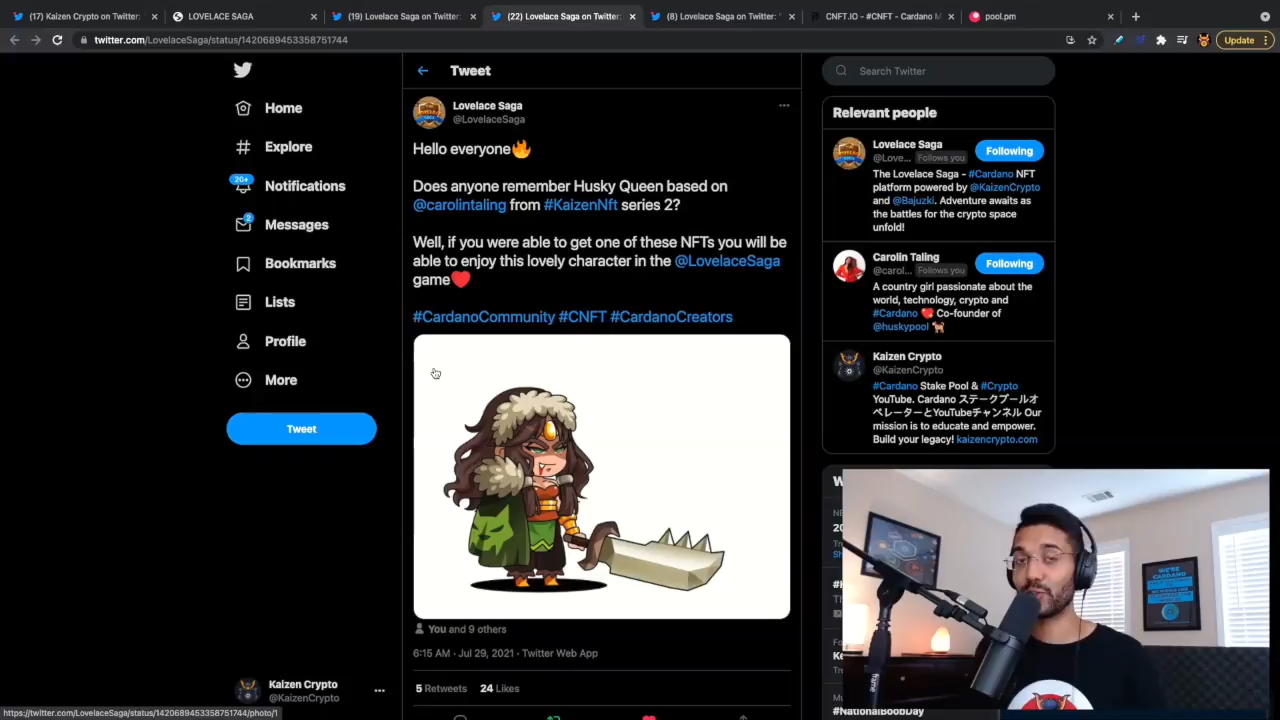 (17) Kaizen Crypto on Twitter:
LOVELACE SAGA
(19) Lovelace Saga on Twitter:
(22) Lovelace Saga on Twitter:
(8) Lovelace Saga on Twitter: "
CNFT.IO - #CNFT - Cardano M
pool.pm
twitter.com/LovelaceSaga/status/1420689453358751744
Update
Home
Explore
20+
Notifications
2
Messages
Bookmarks
Lists
Profile
More
Tweet
Kaizen Crypto
@KaizenCrypto
https://twitter.com/LovelaceSaga/status/1420689453358751744/photo/1
Tweet
Lovelace Saga
@LovelaceSaga
Hello everyone🔥
Does anyone remember Husky Queen based on
@carolintaling from #KaizenNft series 2?
Well, if you were able to get one of these NFTs you will be
able to enjoy this lovely character in the @LovelaceSaga
game❤️
#CardanoCommunity #CNFT #CardanoCreators
You and 9 others
6:15 AM · Jul 29, 2021 · Twitter Web App
5 Retweets 24 Likes
Search Twitter
Relevant people
Lovelace Saga
@Love... Follows you
Following
The Lovelace Saga - #Cardano NFT
platform powered by @KaizenCrypto
and @Bajuzki. Adventure awaits as
the battles for the crypto space
unfold!
Carolin Taling
@carol... Follows you
Following
A country girl passionate about the
world, technology, crypto and
#Cardano 💘 Co-founder of
@huskypool 🐕
Kaizen Crypto
@KaizenCrypto
#Cardano Stake Pool & #Crypto
YouTube. Cardano ステークプールオ
ペレーターとYouTubeチャンネル Our
mission is to educate and empower.
Build your legacy! kaizencrypto.com
WE'RE
CARDANO
frame
#NationalBoobDay